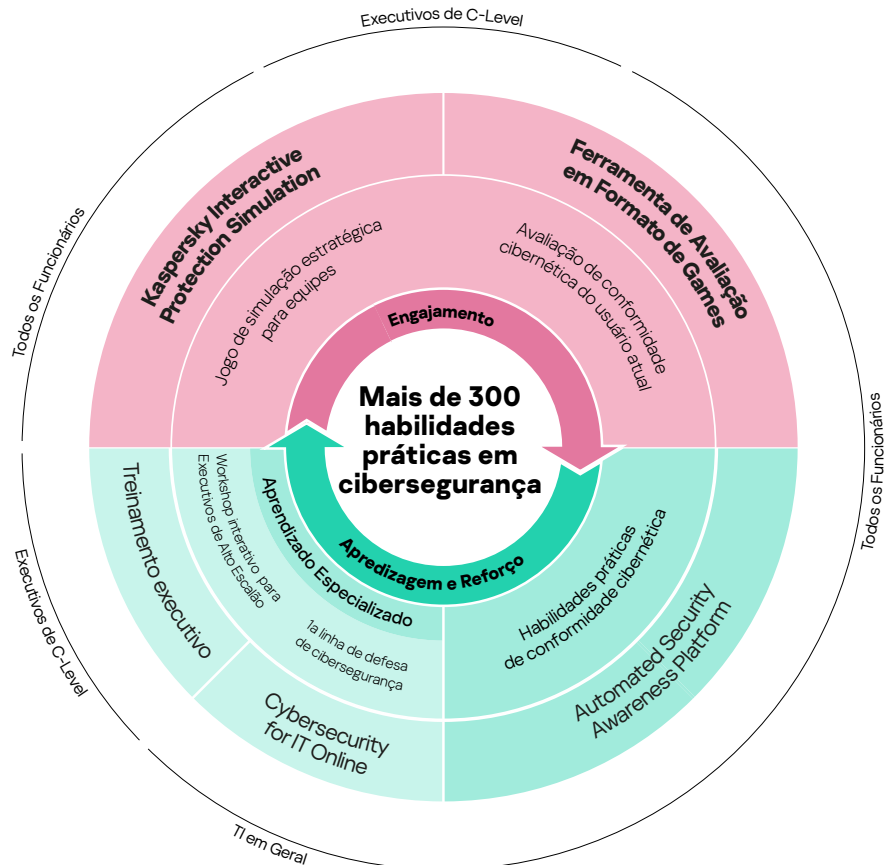 Executivos de C-Level
Todos os Funcionários
Kaspersky Interactive
Protection Simulation
Ferramenta de Avaliação
em Formato de Games
Jogo de simulação estratégica
para equipes
Avaliação de conformidade
cibernética do usuário atual
Engajamento
Mais de 300
habilidades
práticas em
cibersegurança
Todos os Funcionários
Treinamento executivo
Workshop interativo para
Executivos de Alto Escalão
Aprendizado Especializado
Apredizagem e Reforço
1a linha de defesa
de cibersegurança
Habilidades práticas
de conformidade cibernética
Executivos de C-Level
Cybersecurity
for IT Online
Automated Security
Awareness Platform
TI em Geral